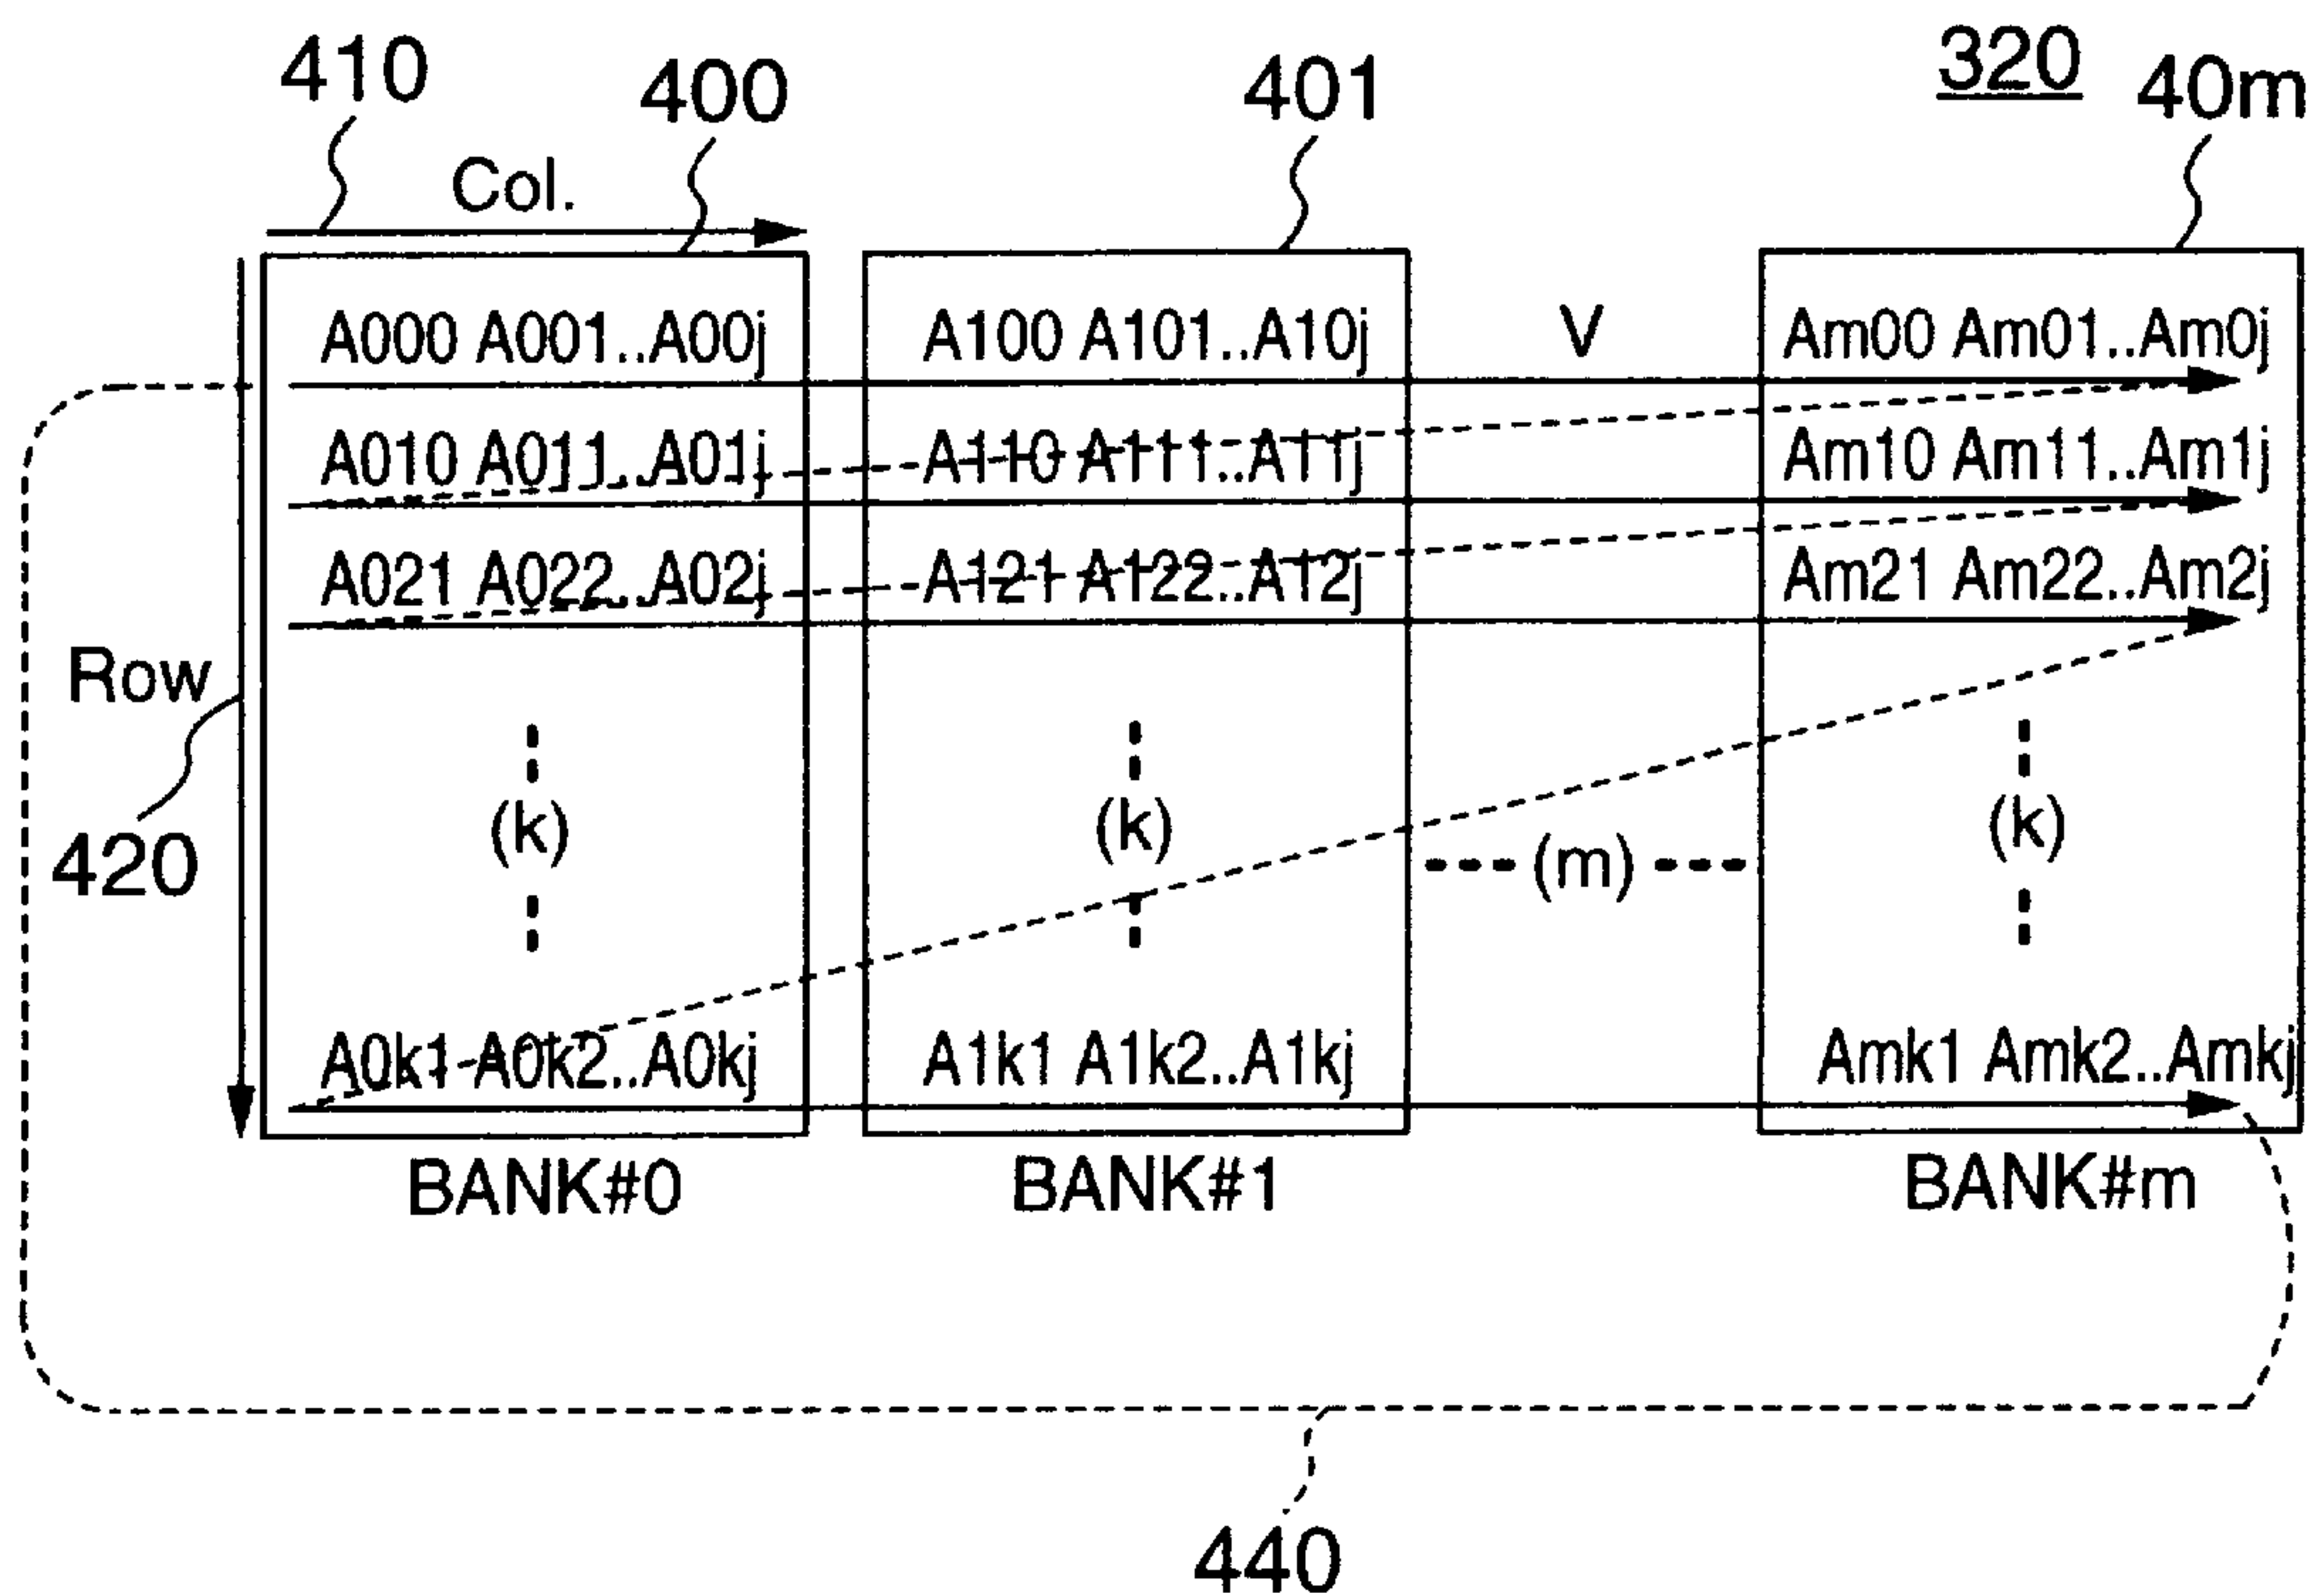 410 400 401 320 40m
Col.
A000 A001..A00j A100 A101..A10j V Am00 Am01..Am0j
A010 A011..A01j A110 A111..A11j Am10 Am11..Am1j
A021 A022..A02j A121 A122..A12j Am21 Am22..Am2j
Row
(k) (k) (m) (k)
420
A0k1 A0k2..A0kj A1k1 A1k2..A1kj Amk1 Amk2..Amkj
BANK#0 BANK#1 BANK#m
440